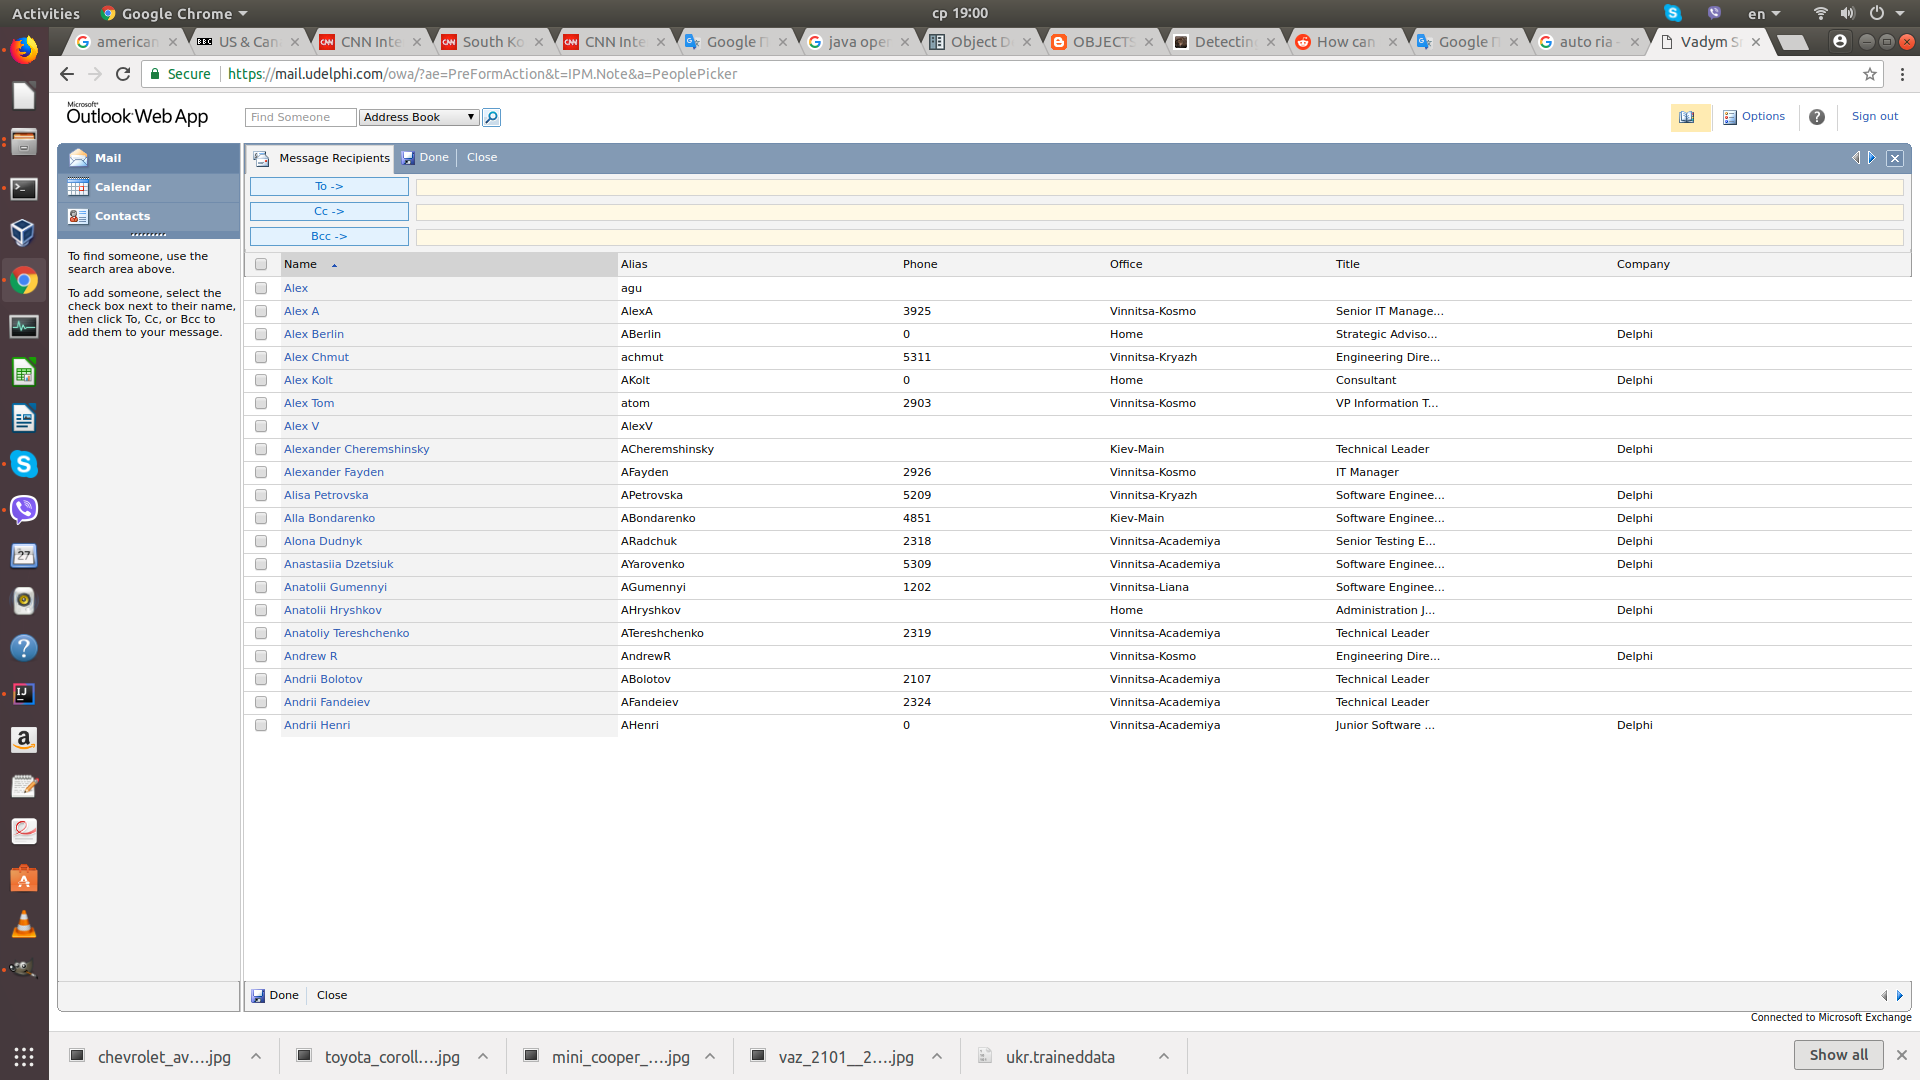 Activities Google Chrome ср 19:00 en
american US & Can CNN Inte South Ko CNN Inte Google П java oper Object D OBJECTS Detecting How can Google П auto ria - Vadym S
Secure https://mail.udelphi.com/owa/?ae=PreFormAction&t=IPM.Note&a=PeoplePicker
Microsoft
Outlook Web App Find Someone Address Book Options Sign out
Mail Message Recipients Done Close
Calendar To ->
Contacts Cc ->
Bcc ->
To find someone, use the
search area above.
To add someone, select the
check box next to their name,
then click To, Cc, or Bcc to
add them to your message.
Name Alias Phone Office Title Company
Alex agu
Alex A AlexA 3925 Vinnitsa-Kosmo Senior IT Manage...
Alex Berlin ABerlin 0 Home Strategic Adviso... Delphi
Alex Chmut achmut 5311 Vinnitsa-Kryazh Engineering Dire...
Alex Kolt AKolt 0 Home Consultant Delphi
Alex Tom atom 2903 Vinnitsa-Kosmo VP Information T...
Alex V AlexV
Alexander Cheremshinsky ACheremshinsky Kiev-Main Technical Leader Delphi
Alexander Fayden AFayden 2926 Vinnitsa-Kosmo IT Manager
Alisa Petrovska APetrovska 5209 Vinnitsa-Kryazh Software Enginee... Delphi
Alla Bondarenko ABondarenko 4851 Kiev-Main Software Enginee... Delphi
Alona Dudnyk ARadchuk 2318 Vinnitsa-Academiya Senior Testing E... Delphi
Anastasiia Dzetsiuk AYarovenko 5309 Vinnitsa-Academiya Software Enginee... Delphi
Anatolii Gumennyi AGumennyi 1202 Vinnitsa-Liana Software Enginee...
Anatolii Hryshkov AHryshkov Home Administration J... Delphi
Anatoliy Tereshchenko ATereshchenko 2319 Vinnitsa-Academiya Technical Leader
Andrew R AndrewR Vinnitsa-Kosmo Engineering Dire... Delphi
Andrii Bolotov ABolotov 2107 Vinnitsa-Academiya Technical Leader
Andrii Fandeiev AFandeiev 2324 Vinnitsa-Academiya Technical Leader
Andrii Henri AHenri 0 Vinnitsa-Academiya Junior Software ... Delphi
Done Close
Connected to Microsoft Exchange
chevrolet_av....jpg toyota_coroll....jpg mini_cooper_....jpg vaz_2101__2....jpg ukr.traineddata Show all